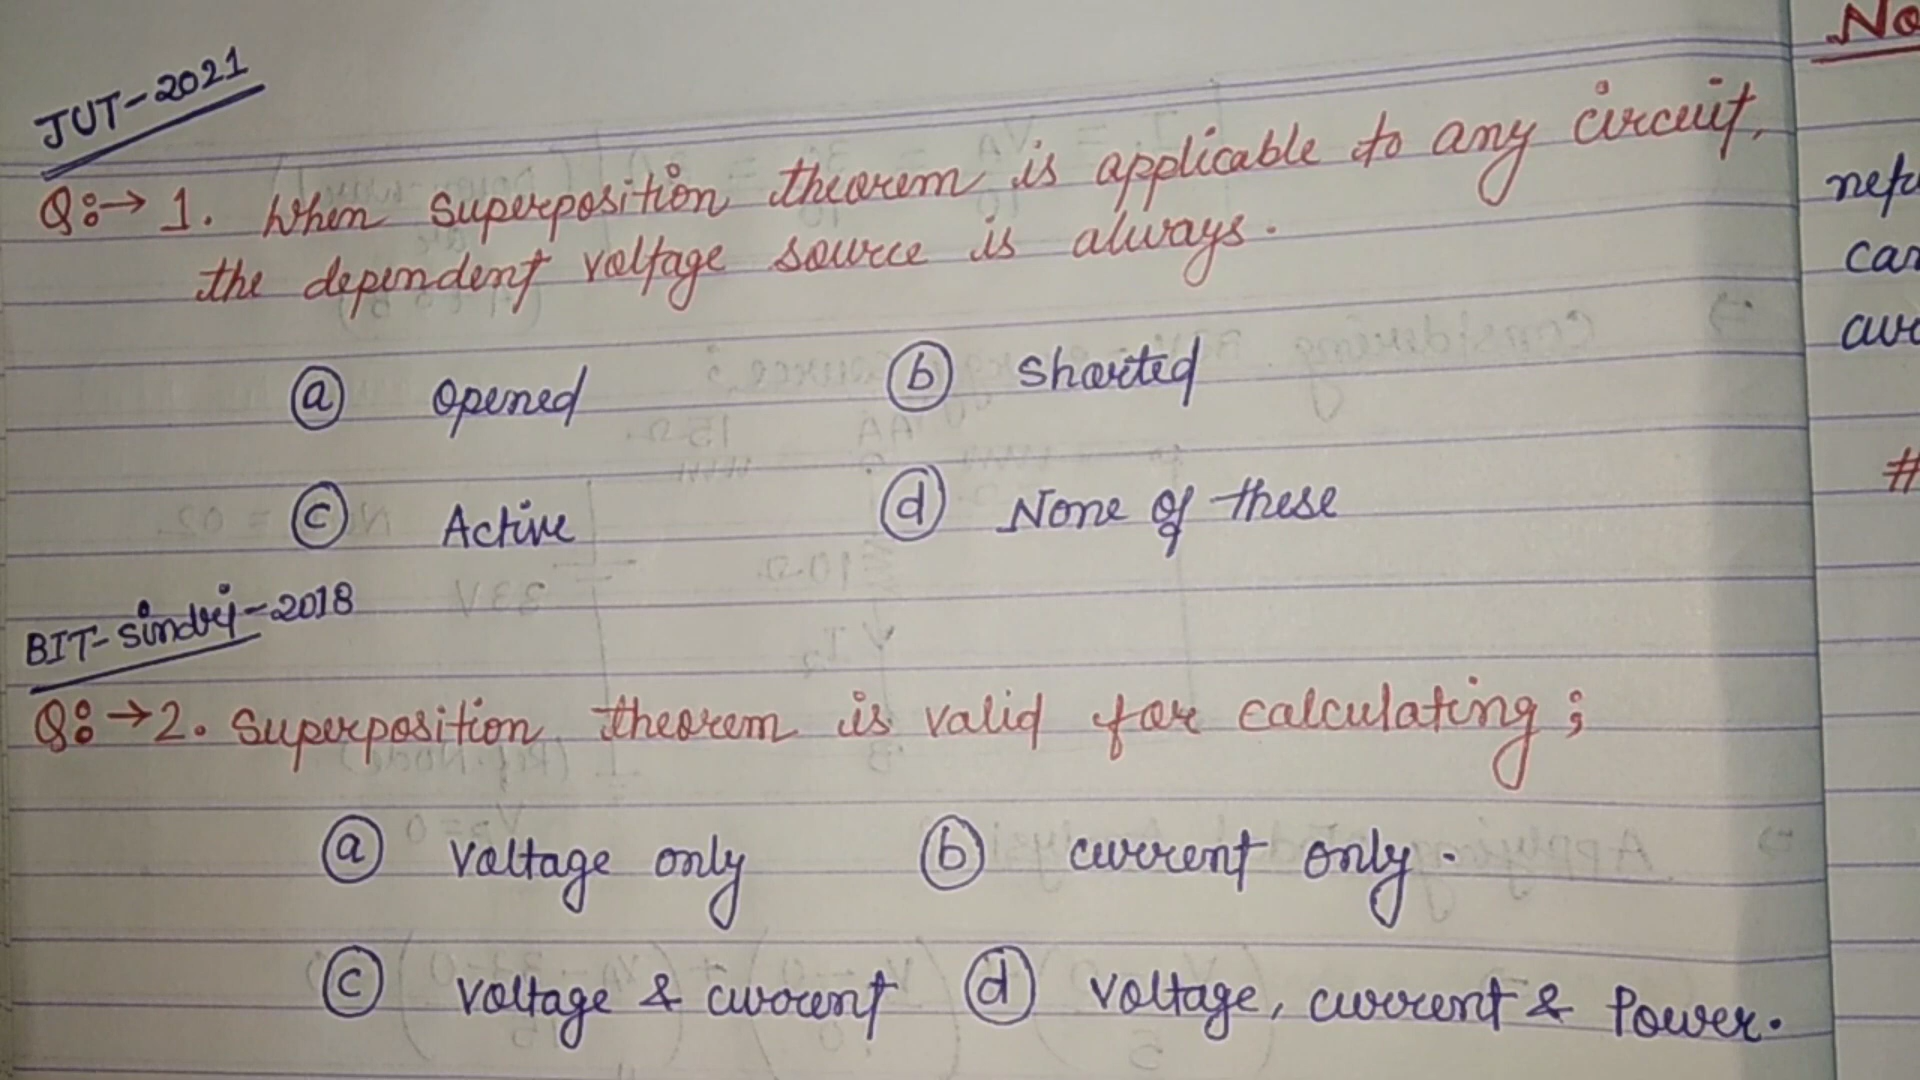 JUT-2021
No
Q:→ 1. When superposition theorem is applicable to any circuit,
the dependent voltage source is always.
(a) opened (b) shorted
(c) Active (d) None of these
car
#
BIT-Sindri-2018
Q:→2. Superposition theorem is valid for calculating;
(a) voltage only (b) current only.
(c) voltage & current (d) voltage, current & Power.